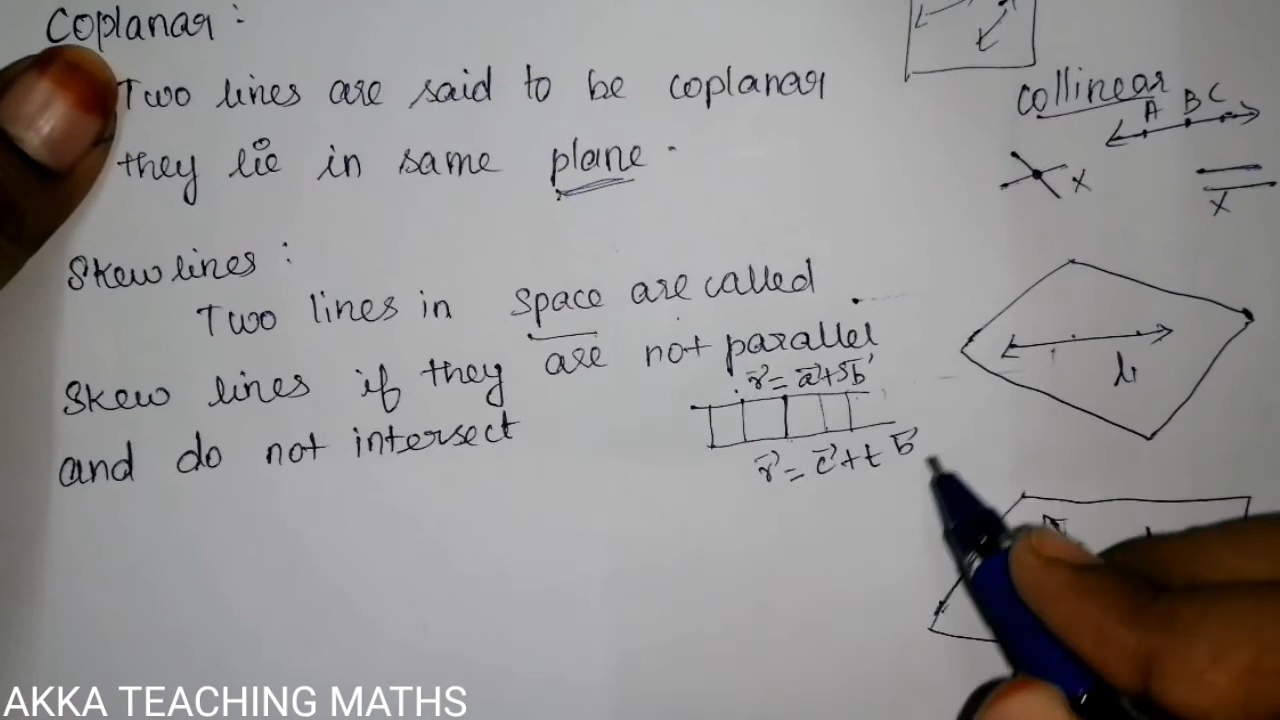 Coplanar:
Two lines are said to be coplanar
they lie in same plane.
collinear
A B C
x
x
Skew lines:
Two lines in space are called
skew lines if they are not parallel
and do not intersect
r⃗ = a⃗ + s b⃗
r⃗ = c⃗ + t b⃗
l₁
AKKA TEACHING MATHS